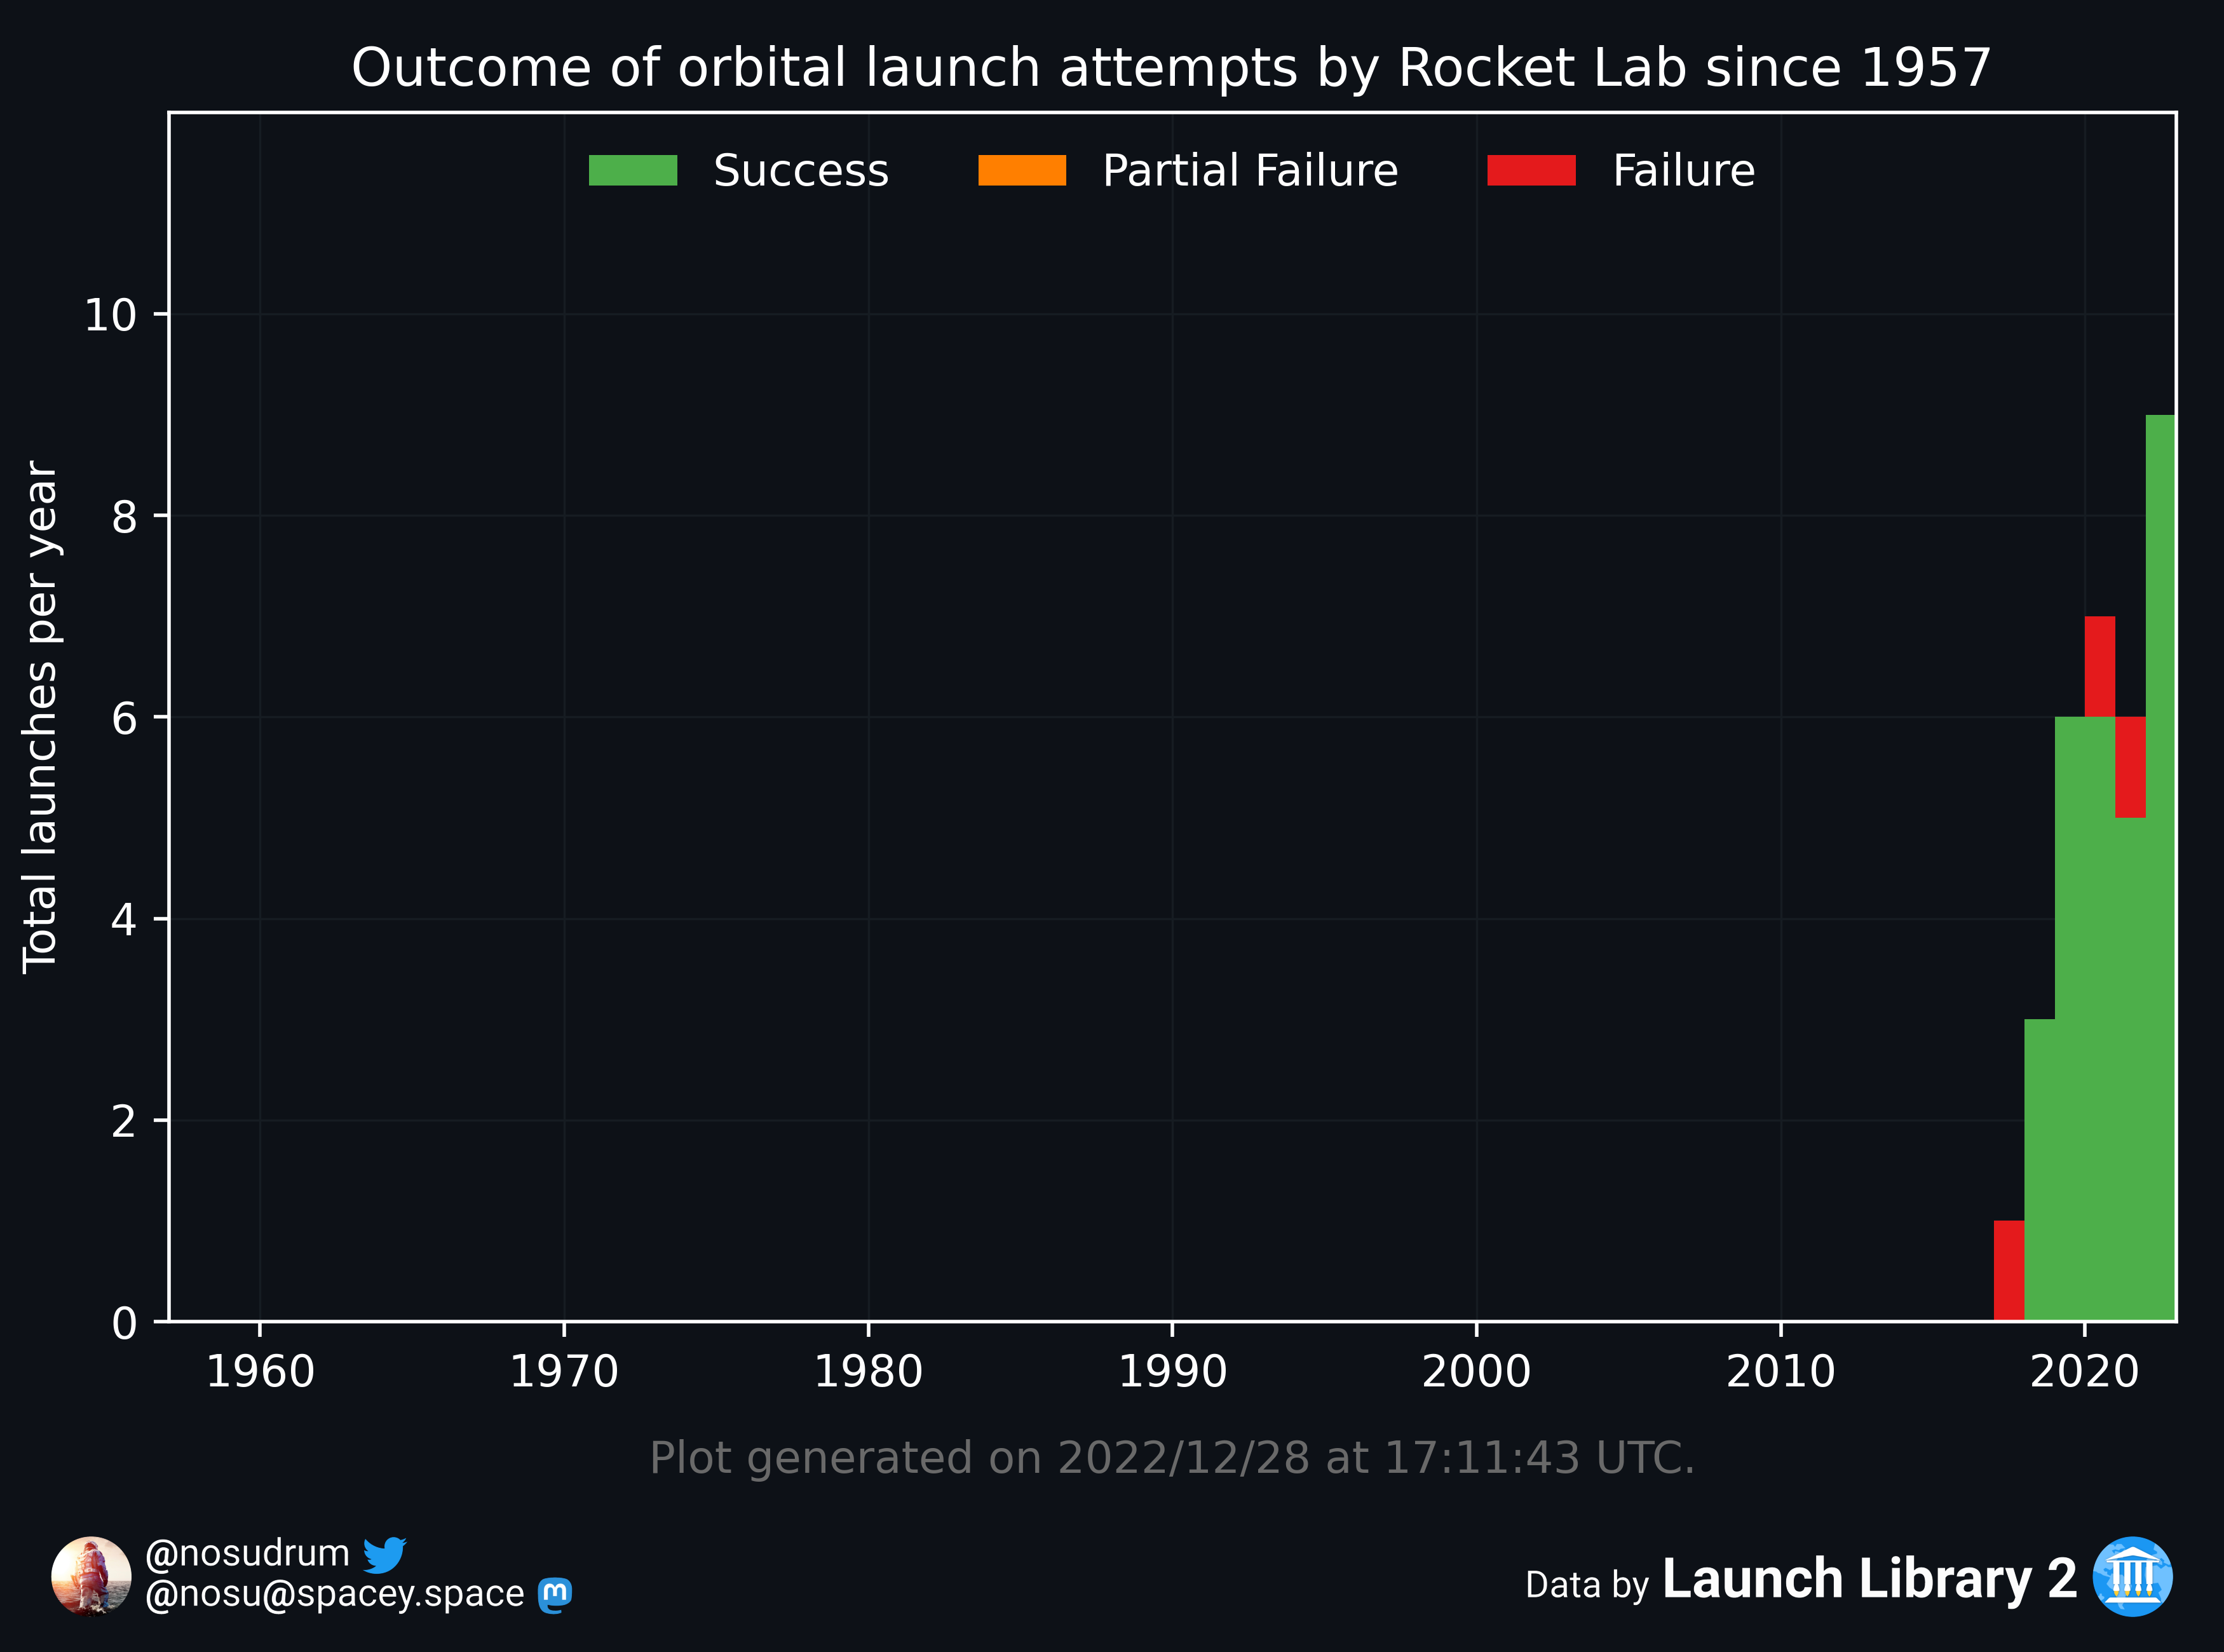 Outcome of orbital launch attempts by Rocket Lab since 1957
Success Partial Failure Failure
Total launches per year
10
8
6
4
2
0
1960 1970 1980 1990 2000 2010 2020
Plot generated on 2022/12/28 at 17:11:43 UTC.
@nosudrum
@nosu@spacey.space
Data by Launch Library 2